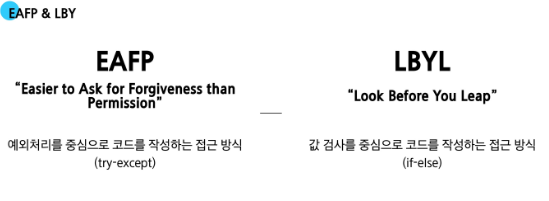 EAFP & LBY
EAFP
“Easier to Ask for Forgiveness than
Permission”
예외처리를 중심으로 코드를 작성하는 접근 방식
(try-except)
LBYL
“Look Before You Leap”
값 검사를 중심으로 코드를 작성하는 접근 방식
(if-else)